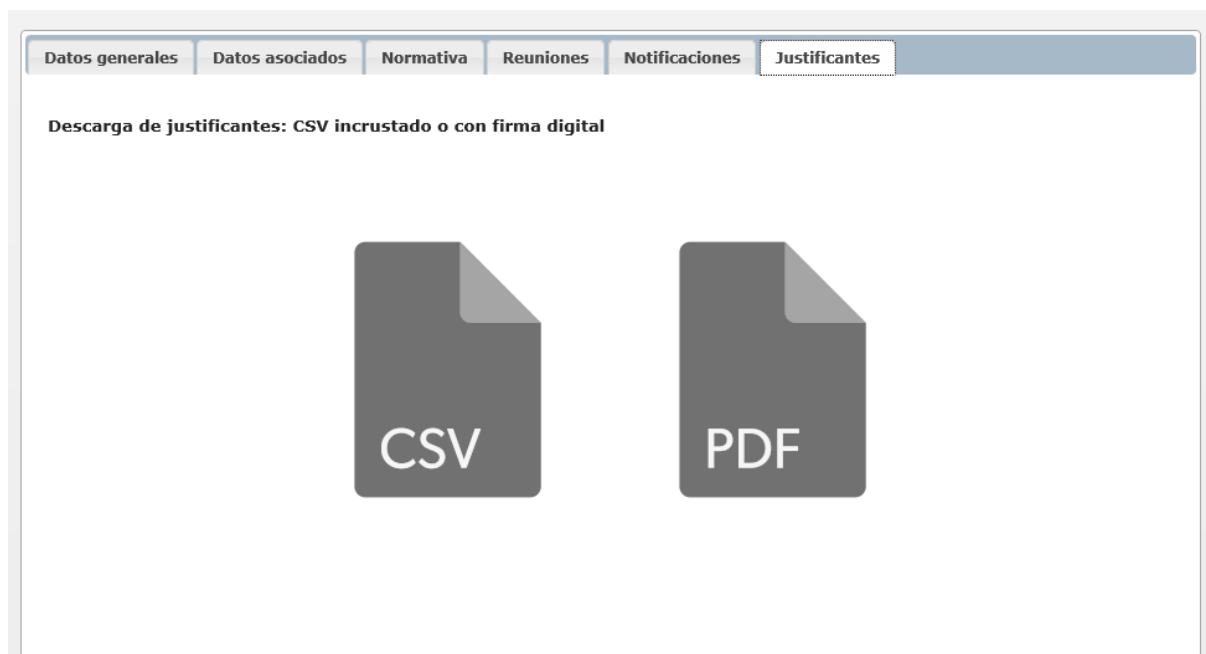 Datos generales Datos asociados Normativa Reuniones Notificaciones Justificantes
Descarga de justificantes: CSV incrustado o con firma digital
CSV PDF